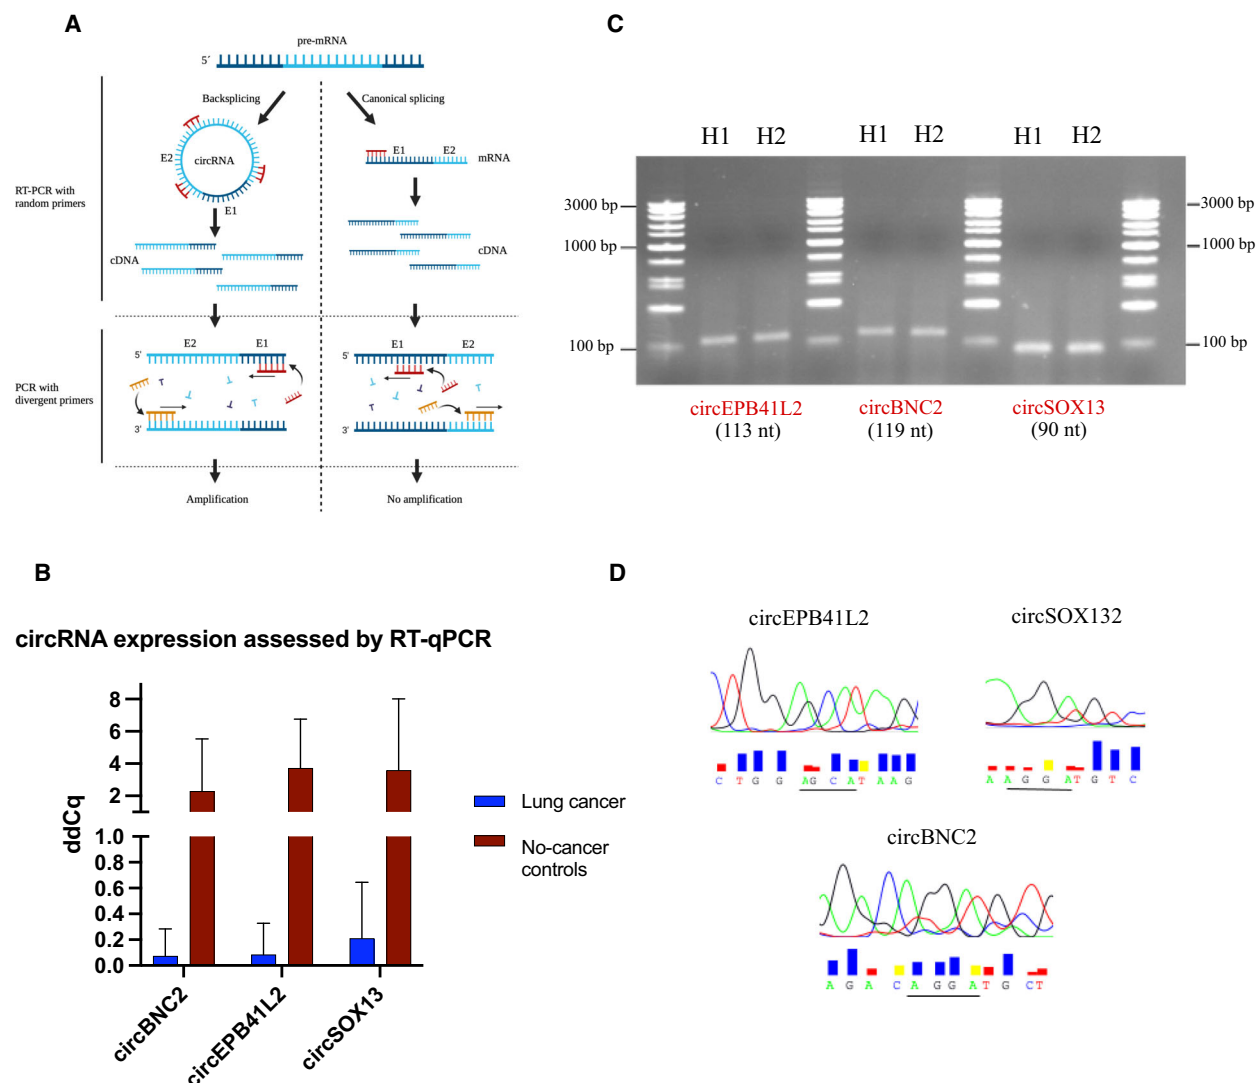 A
pre-mRNA
5´
Backsplicing
Canonical splicing
E2
circRNA
E1
E1
E2
mRNA
RT-PCR with
random primers
cDNA
cDNA
E2
E1
E1
E2
5'
5'
PCR with
divergent primers
3'
3'
Amplification
No amplification
B
circRNA expression assessed by RT-qPCR
8
6
4
2
1.0
0.8
0.6
0.4
0.2
0.0
ddCq
circBNC2
circEPB41L2
circSOX13
Lung cancer
No-cancer
controls
C
H1 H2 H1 H2 H1 H2
3000 bp
1000 bp
100 bp
3000 bp
1000 bp
100 bp
circEPB41L2
(113 nt)
circBNC2
(119 nt)
circSOX13
(90 nt)
D
circEPB41L2
C T G G A G C A T A A G
circSOX132
A A G G A T G T C
circBNC2
A G A C A G G A T G C T